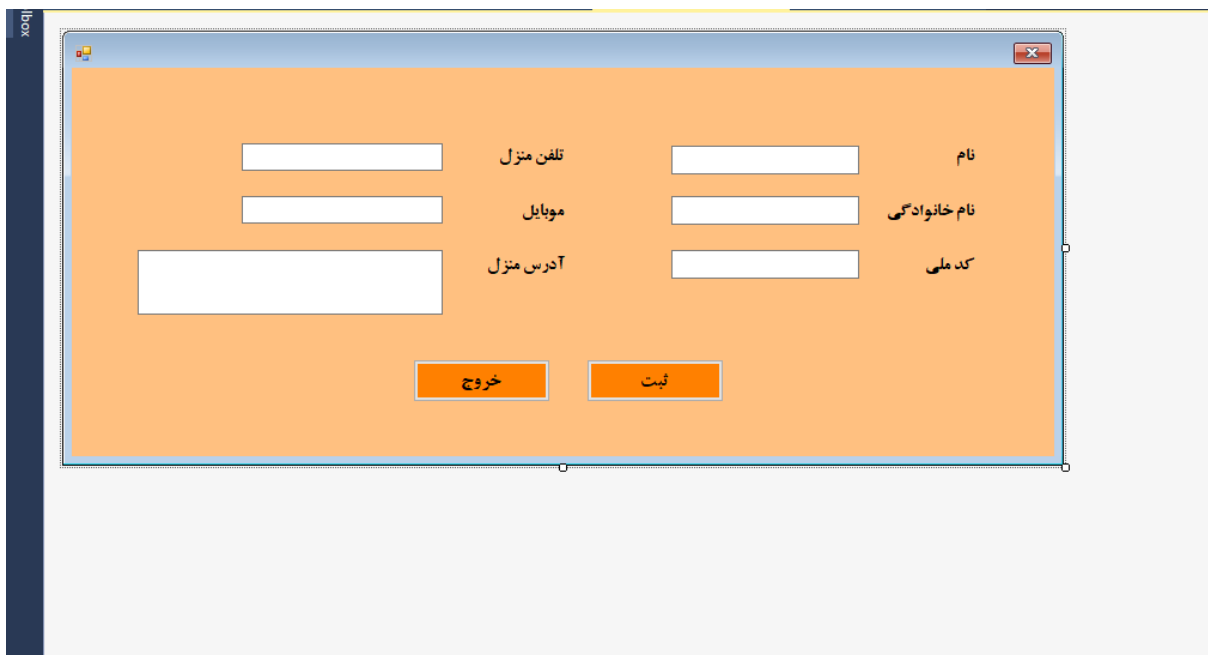 lbox
نام
تلفن منزل
نام خانوادگی
موبایل
کد ملی
آدرس منزل
ثبت
خروج